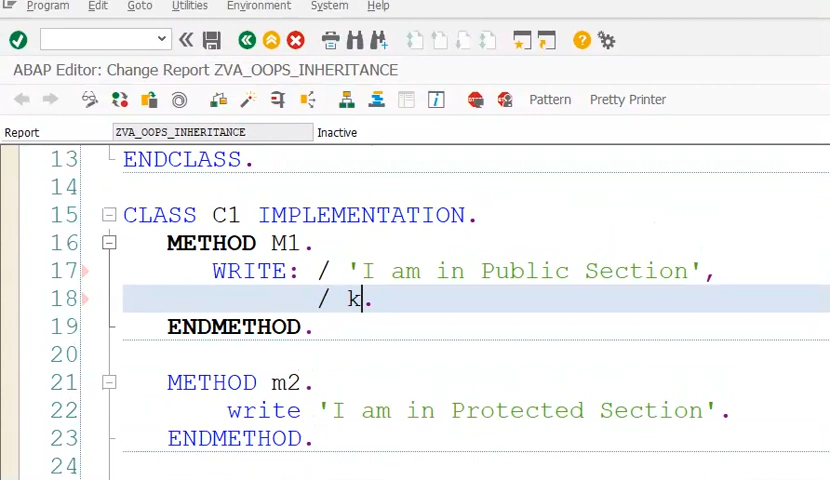 Program Edit Goto Utilities Environment System Help
ABAP Editor: Change Report ZVA_OOPS_INHERITANCE
Pattern Pretty Printer
Report ZVA_OOPS_INHERITANCE Inactive
13 ENDCLASS.
14
15 CLASS C1 IMPLEMENTATION.
16 METHOD M1.
17 WRITE: / 'I am in Public Section',
18 / k.
19 ENDMETHOD.
20
21 METHOD m2.
22 write 'I am in Protected Section'.
23 ENDMETHOD.
24